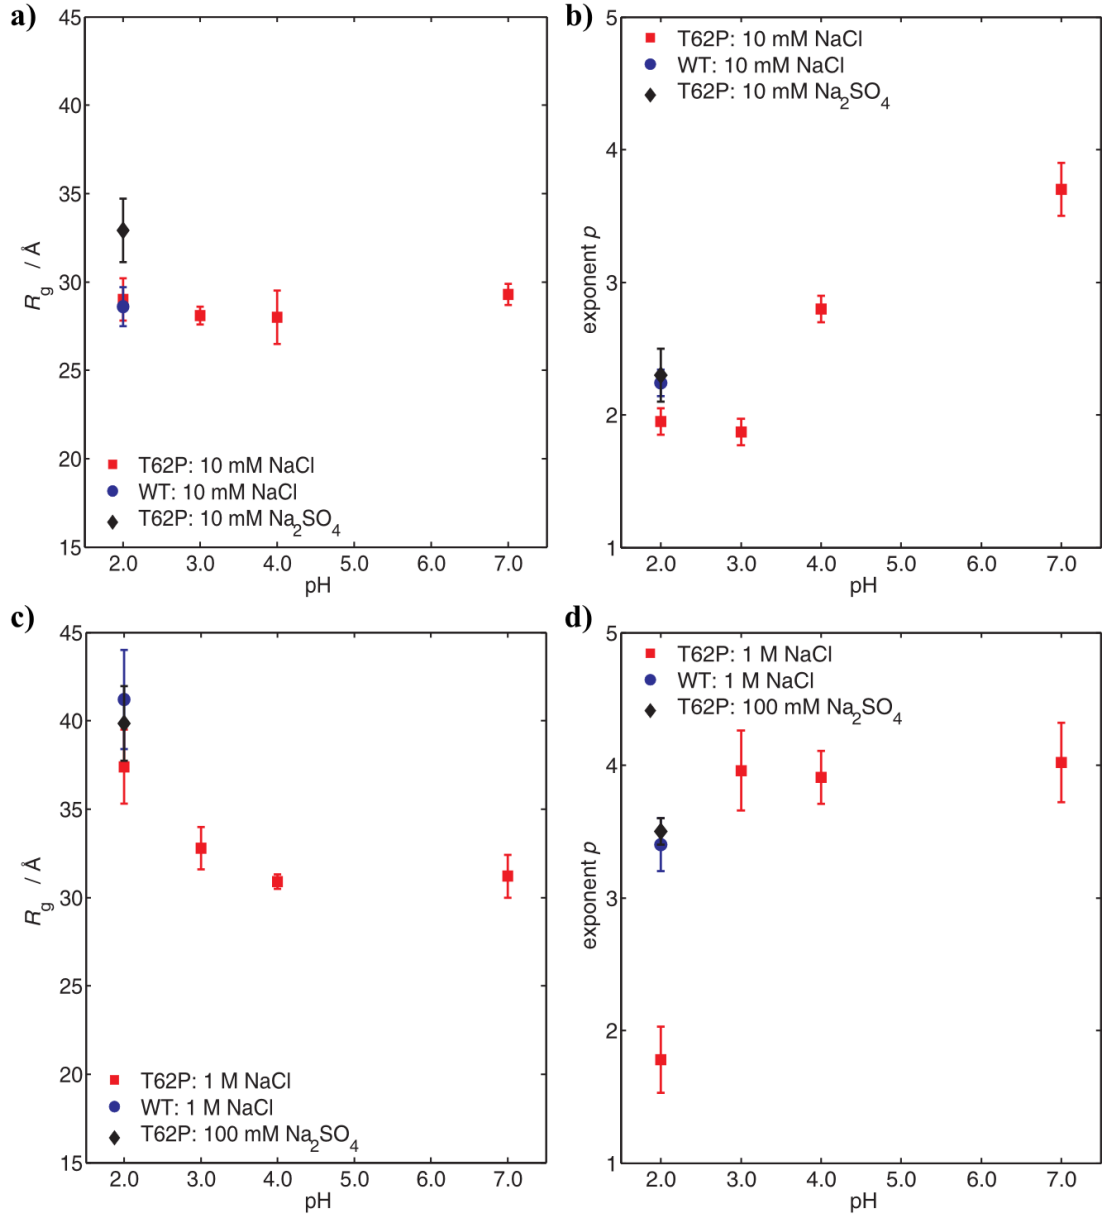 a)
45
40
35
30
25
20
15
R_g / Å
T62P: 10 mM NaCl
WT: 10 mM NaCl
T62P: 10 mM Na₂SO₄
2.0 3.0 4.0 5.0 6.0 7.0
pH
b)
5
4
3
2
1
exponent p
T62P: 10 mM NaCl
WT: 10 mM NaCl
T62P: 10 mM Na₂SO₄
2.0 3.0 4.0 5.0 6.0 7.0
pH
c)
45
40
35
30
25
20
15
R_g / Å
T62P: 1 M NaCl
WT: 1 M NaCl
T62P: 100 mM Na₂SO₄
2.0 3.0 4.0 5.0 6.0 7.0
pH
d)
5
4
3
2
1
exponent p
T62P: 1 M NaCl
WT: 1 M NaCl
T62P: 100 mM Na₂SO₄
2.0 3.0 4.0 5.0 6.0 7.0
pH